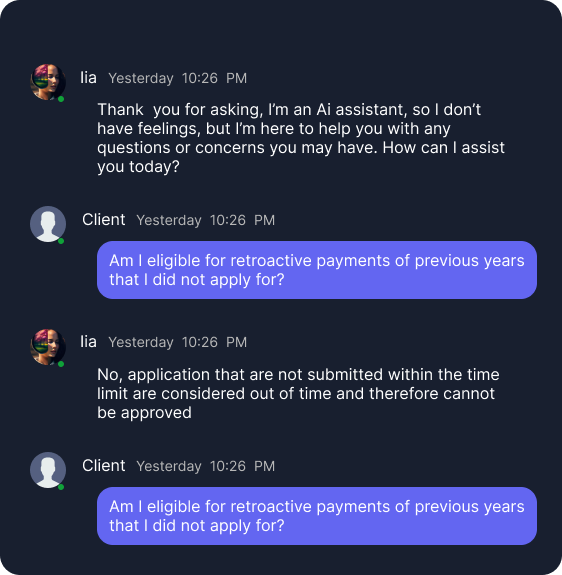 lia Yesterday 10:26 PM
Thank you for asking, I'm an Ai assistant, so I don't
have feelings, but I'm here to help you with any
questions or concerns you may have. How can I assist
you today?
Client Yesterday 10:26 PM
Am I eligible for retroactive payments of previous years
that I did not apply for?
lia Yesterday 10:26 PM
No, application that are not submitted within the time
limit are considered out of time and therefore cannot
be approved
Client Yesterday 10:26 PM
Am I eligible for retroactive payments of previous years
that I did not apply for?